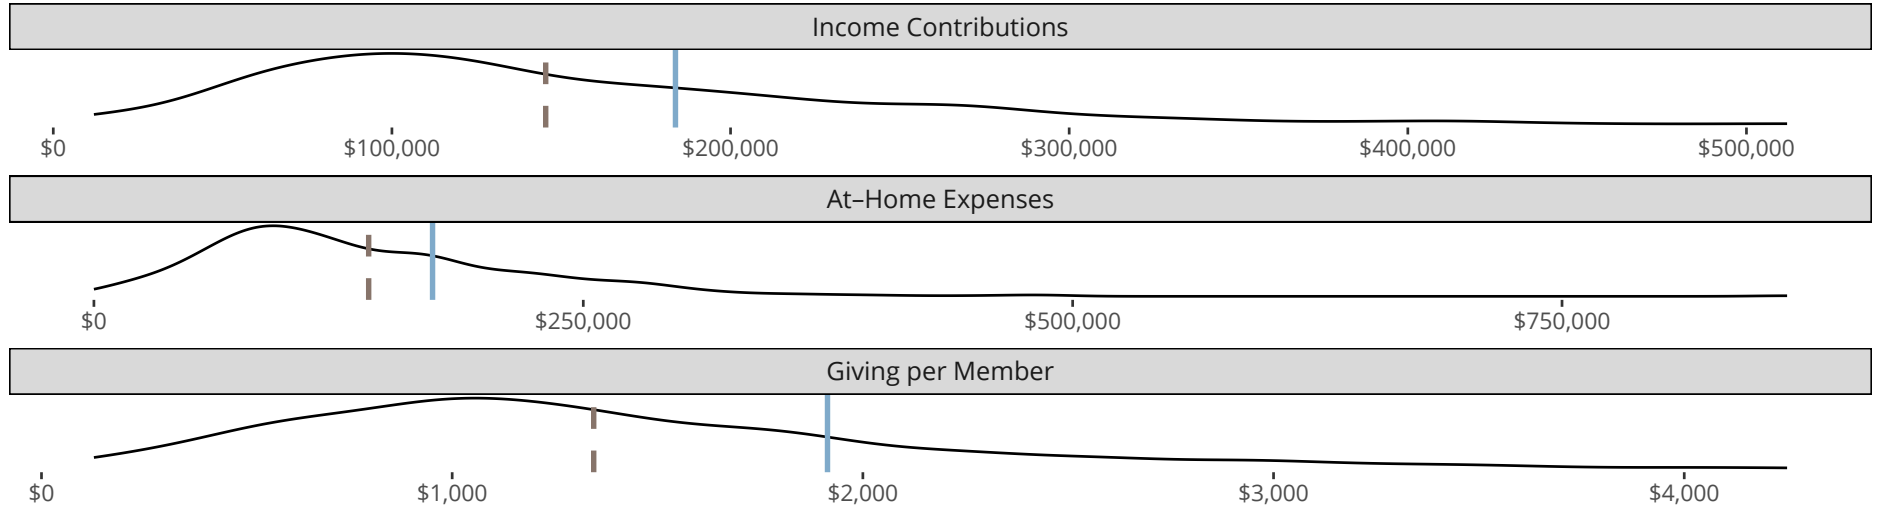 Income Contributions
$0 $100,000 $200,000 $300,000 $400,000 $500,000
At–Home Expenses
$0 $250,000 $500,000 $750,000
Giving per Member
$0 $1,000 $2,000 $3,000 $4,000